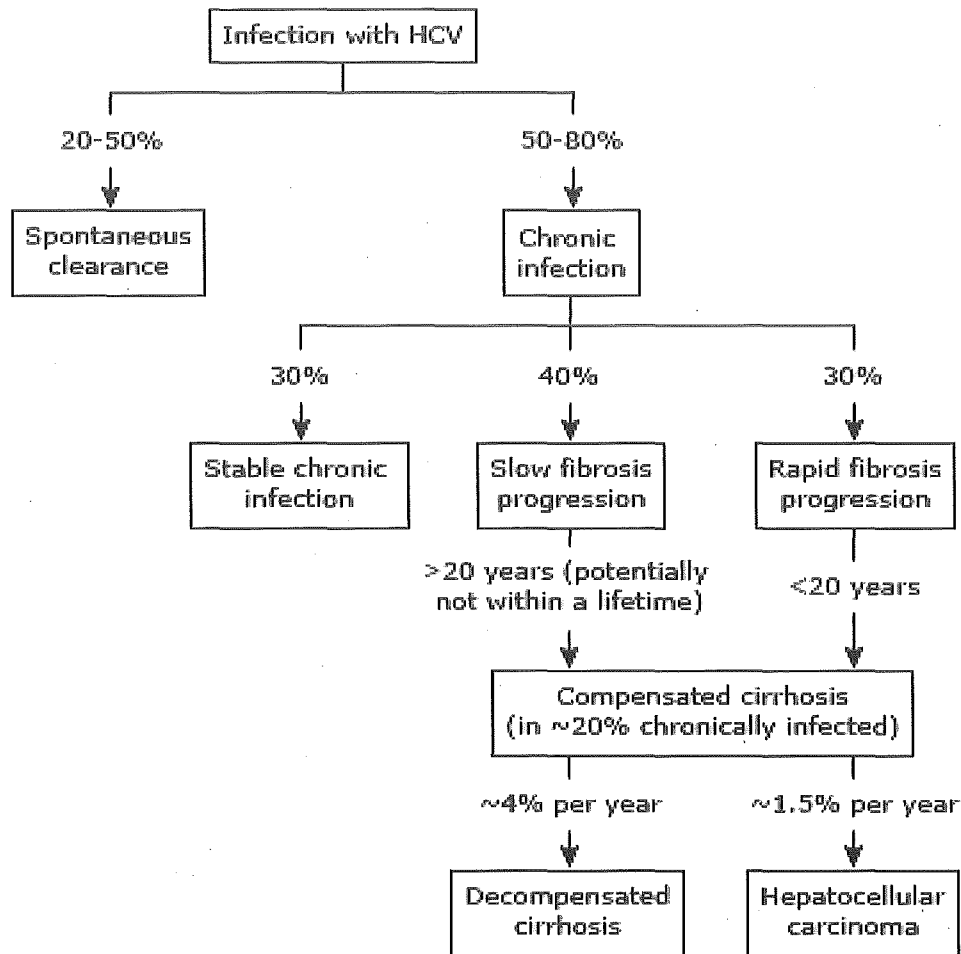 Infection with HCV
20-50%
50-80%
Spontaneous
clearance
Chronic
infection
30%
40%
30%
Stable chronic
infection
Slow fibrosis
progression
Rapid fibrosis
progression
>20 years (potentially
not within a lifetime)
<20 years
Compensated cirrhosis
(in ~20% chronically infected)
~4% per year
~1.5% per year
Decompensated
cirrhosis
Hepatocellular
carcinoma